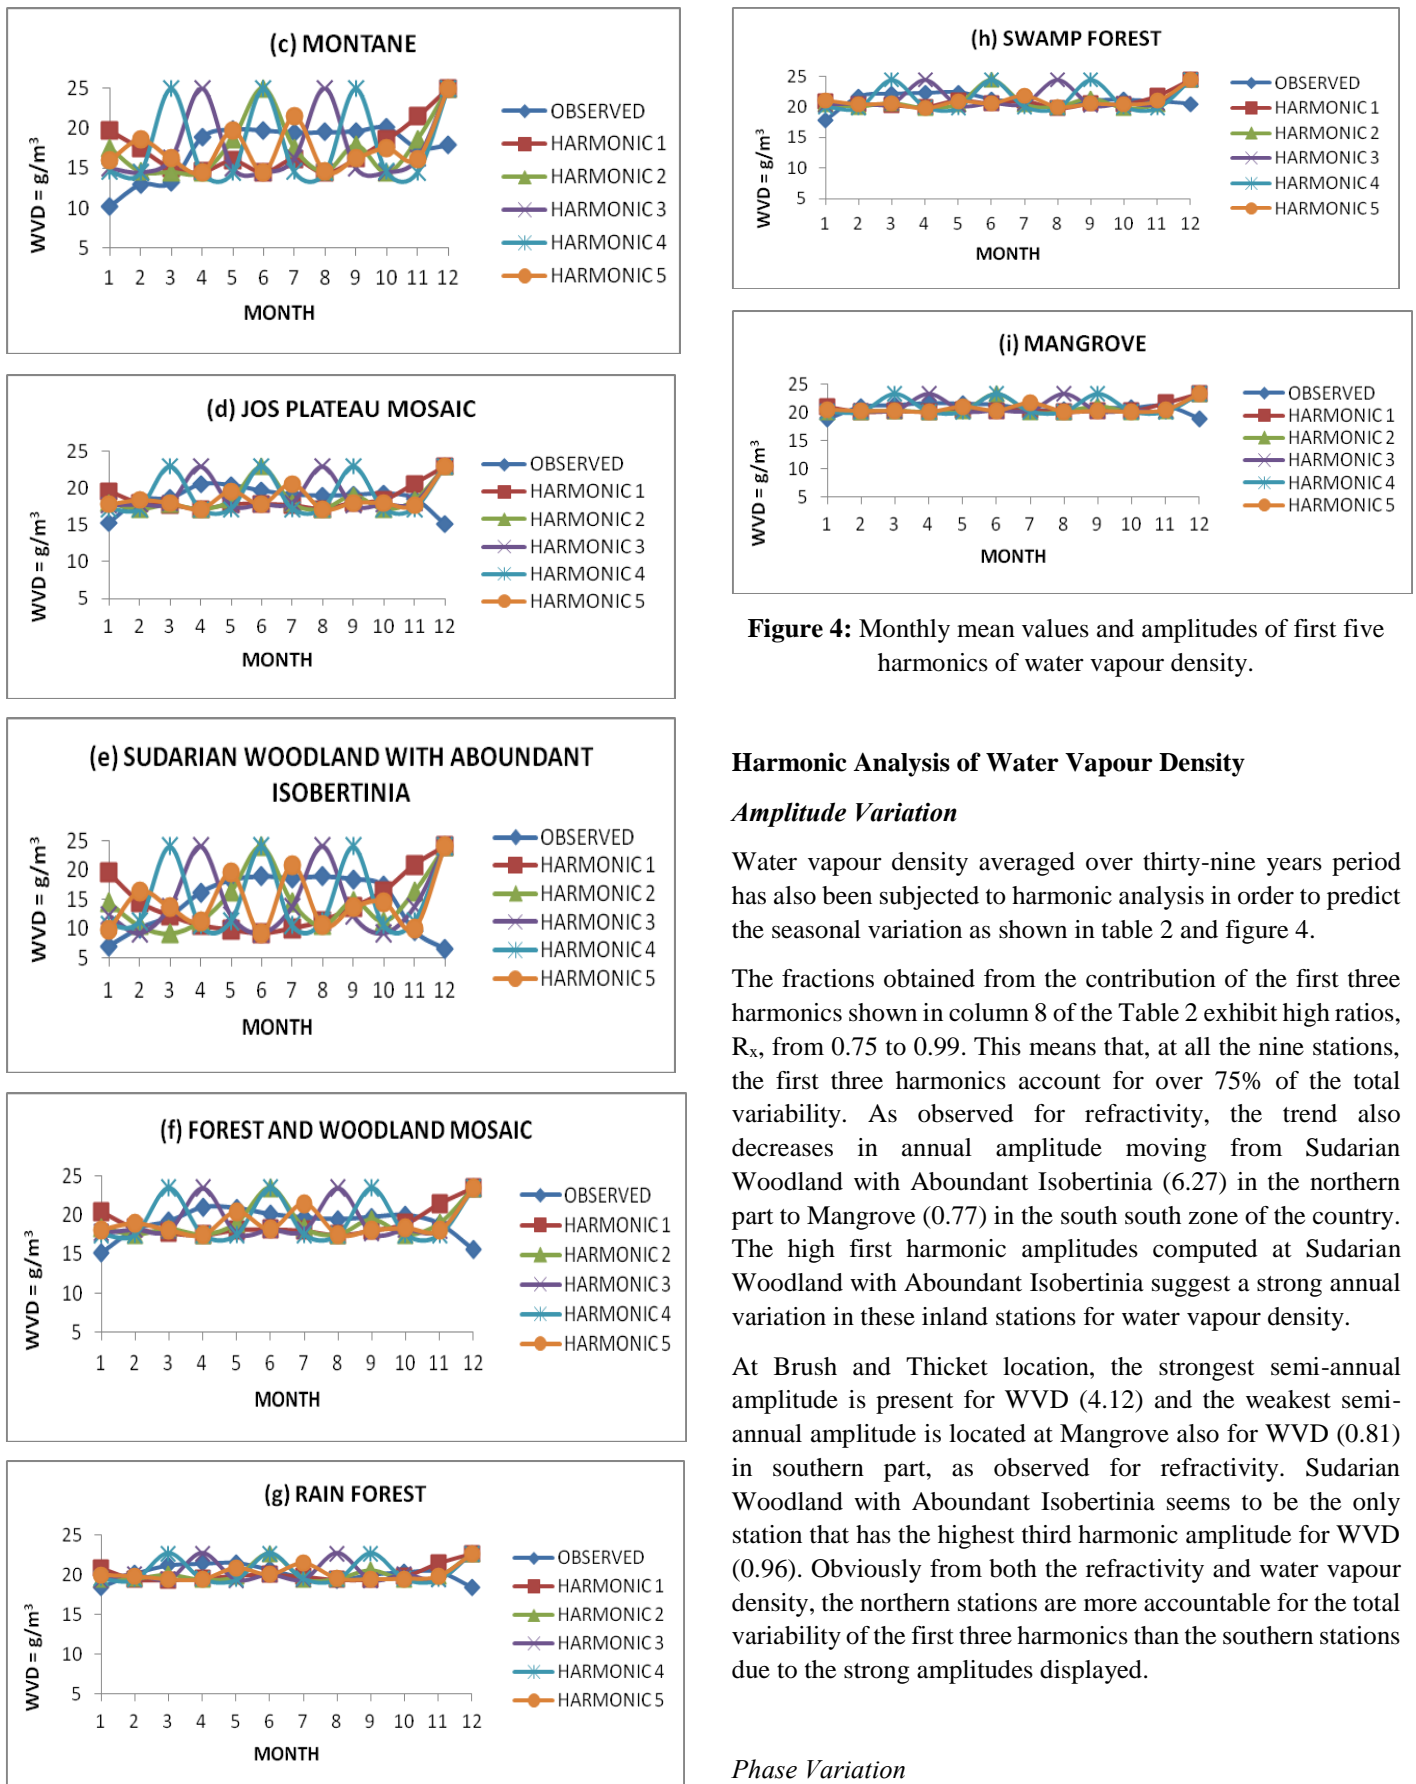 (c) MONTANE
WVD = g/m³
25
20
15
10
5
1 2 3 4 5 6 7 8 9 10 11 12
MONTH
OBSERVED
HARMONIC 1
HARMONIC 2
HARMONIC 3
HARMONIC 4
HARMONIC 5
(d) JOS PLATEAU MOSAIC
WVD = g/m³
25
20
15
10
5
1 2 3 4 5 6 7 8 9 10 11 12
MONTH
OBSERVED
HARMONIC 1
HARMONIC 2
HARMONIC 3
HARMONIC 4
HARMONIC 5
(e) SUDARIAN WOODLAND WITH ABOUNDANT
ISOBERTINIA
WVD = g/m³
25
20
15
10
5
1 2 3 4 5 6 7 8 9 10 11 12
MONTH
OBSERVED
HARMONIC 1
HARMONIC 2
HARMONIC 3
HARMONIC 4
HARMONIC 5
(f) FOREST AND WOODLAND MOSAIC
WVD = g/m³
25
20
15
10
5
1 2 3 4 5 6 7 8 9 10 11 12
MONTH
OBSERVED
HARMONIC 1
HARMONIC 2
HARMONIC 3
HARMONIC 4
HARMONIC 5
(g) RAIN FOREST
WVD = g/m³
25
20
15
10
5
1 2 3 4 5 6 7 8 9 10 11 12
MONTH
OBSERVED
HARMONIC 1
HARMONIC 2
HARMONIC 3
HARMONIC 4
HARMONIC 5
(h) SWAMP FOREST
WVD = g/m³
25
20
15
10
5
1 2 3 4 5 6 7 8 9 10 11 12
MONTH
OBSERVED
HARMONIC 1
HARMONIC 2
HARMONIC 3
HARMONIC 4
HARMONIC 5
(i) MANGROVE
WVD = g/m³
25
20
15
10
5
1 2 3 4 5 6 7 8 9 10 11 12
MONTH
OBSERVED
HARMONIC 1
HARMONIC 2
HARMONIC 3
HARMONIC 4
HARMONIC 5
Figure 4: Monthly mean values and amplitudes of first five
harmonics of water vapour density.
Harmonic Analysis of Water Vapour Density
Amplitude Variation
Water vapour density averaged over thirty-nine years period
has also been subjected to harmonic analysis in order to predict
the seasonal variation as shown in table 2 and figure 4.
The fractions obtained from the contribution of the first three
harmonics shown in column 8 of the Table 2 exhibit high ratios,
Rₓ, from 0.75 to 0.99. This means that, at all the nine stations,
the first three harmonics account for over 75% of the total
variability. As observed for refractivity, the trend also
decreases in annual amplitude moving from Sudarian
Woodland with Aboundant Isobertinia (6.27) in the northern
part to Mangrove (0.77) in the south south zone of the country.
The high first harmonic amplitudes computed at Sudarian
Woodland with Aboundant Isobertinia suggest a strong annual
variation in these inland stations for water vapour density.
At Brush and Thicket location, the strongest semi-annual
amplitude is present for WVD (4.12) and the weakest semi-
annual amplitude is located at Mangrove also for WVD (0.81)
in southern part, as observed for refractivity. Sudarian
Woodland with Aboundant Isobertinia seems to be the only
station that has the highest third harmonic amplitude for WVD
(0.96). Obviously from both the refractivity and water vapour
density, the northern stations are more accountable for the total
variability of the first three harmonics than the southern stations
due to the strong amplitudes displayed.
Phase Variation